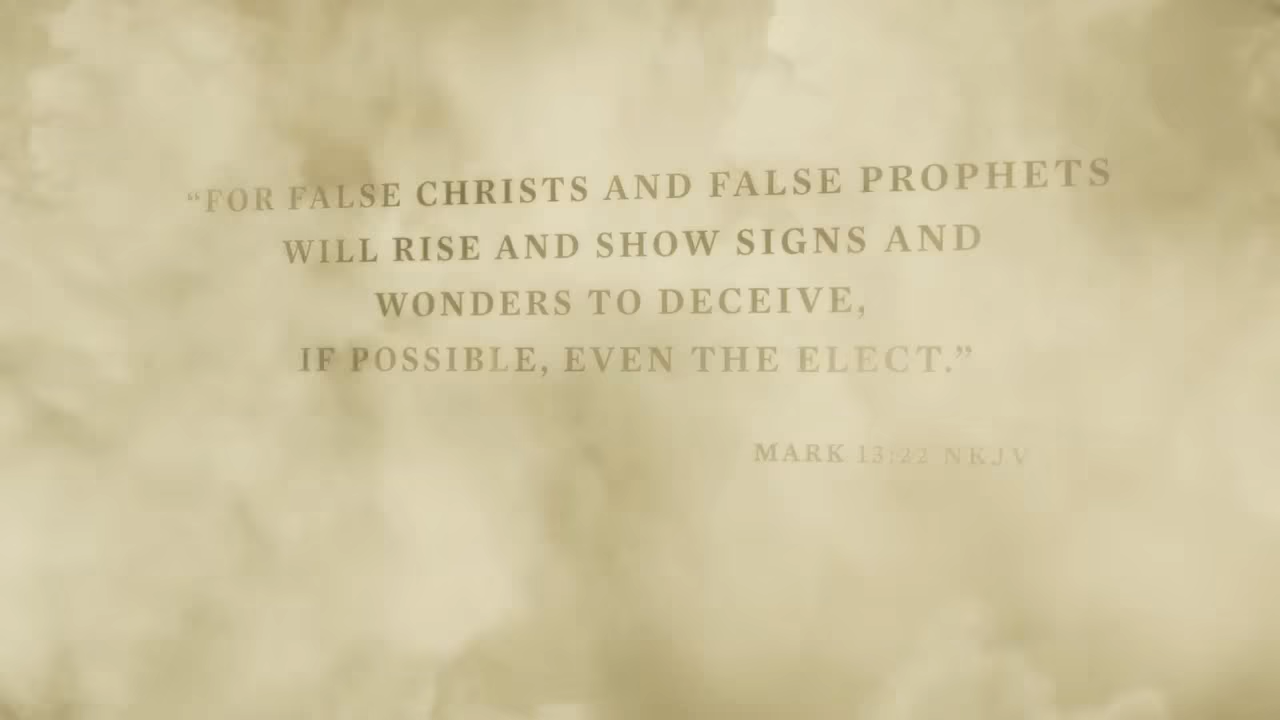 “FOR FALSE CHRISTS AND FALSE PROPHETS
WILL RISE AND SHOW SIGNS AND
WONDERS TO DECEIVE,
IF POSSIBLE, EVEN THE ELECT.”
MARK 13:22 NKJV